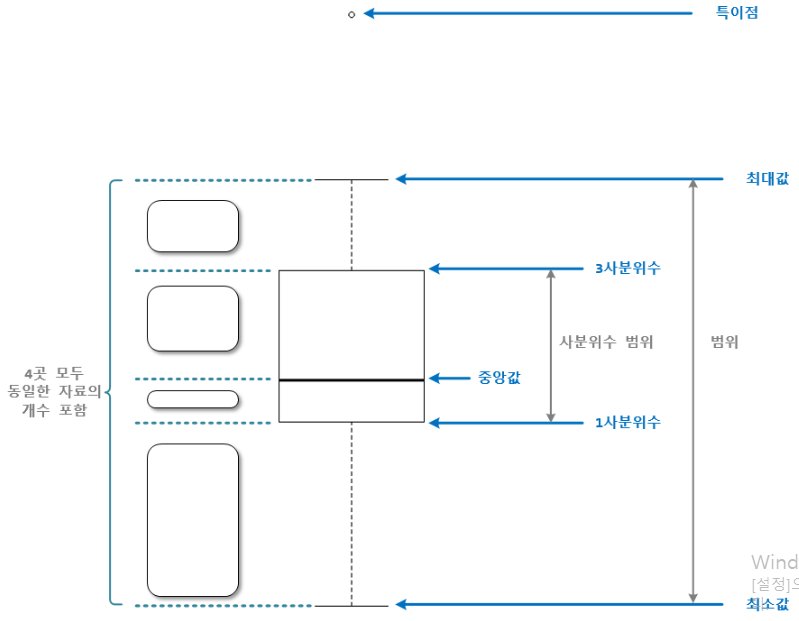 특이점
최대값
3사분위수
사분위수 범위
범위
4곳 모두
동일한 자료의
개수 포함
중앙값
1사분위수
Wind
[설정]으
최소값